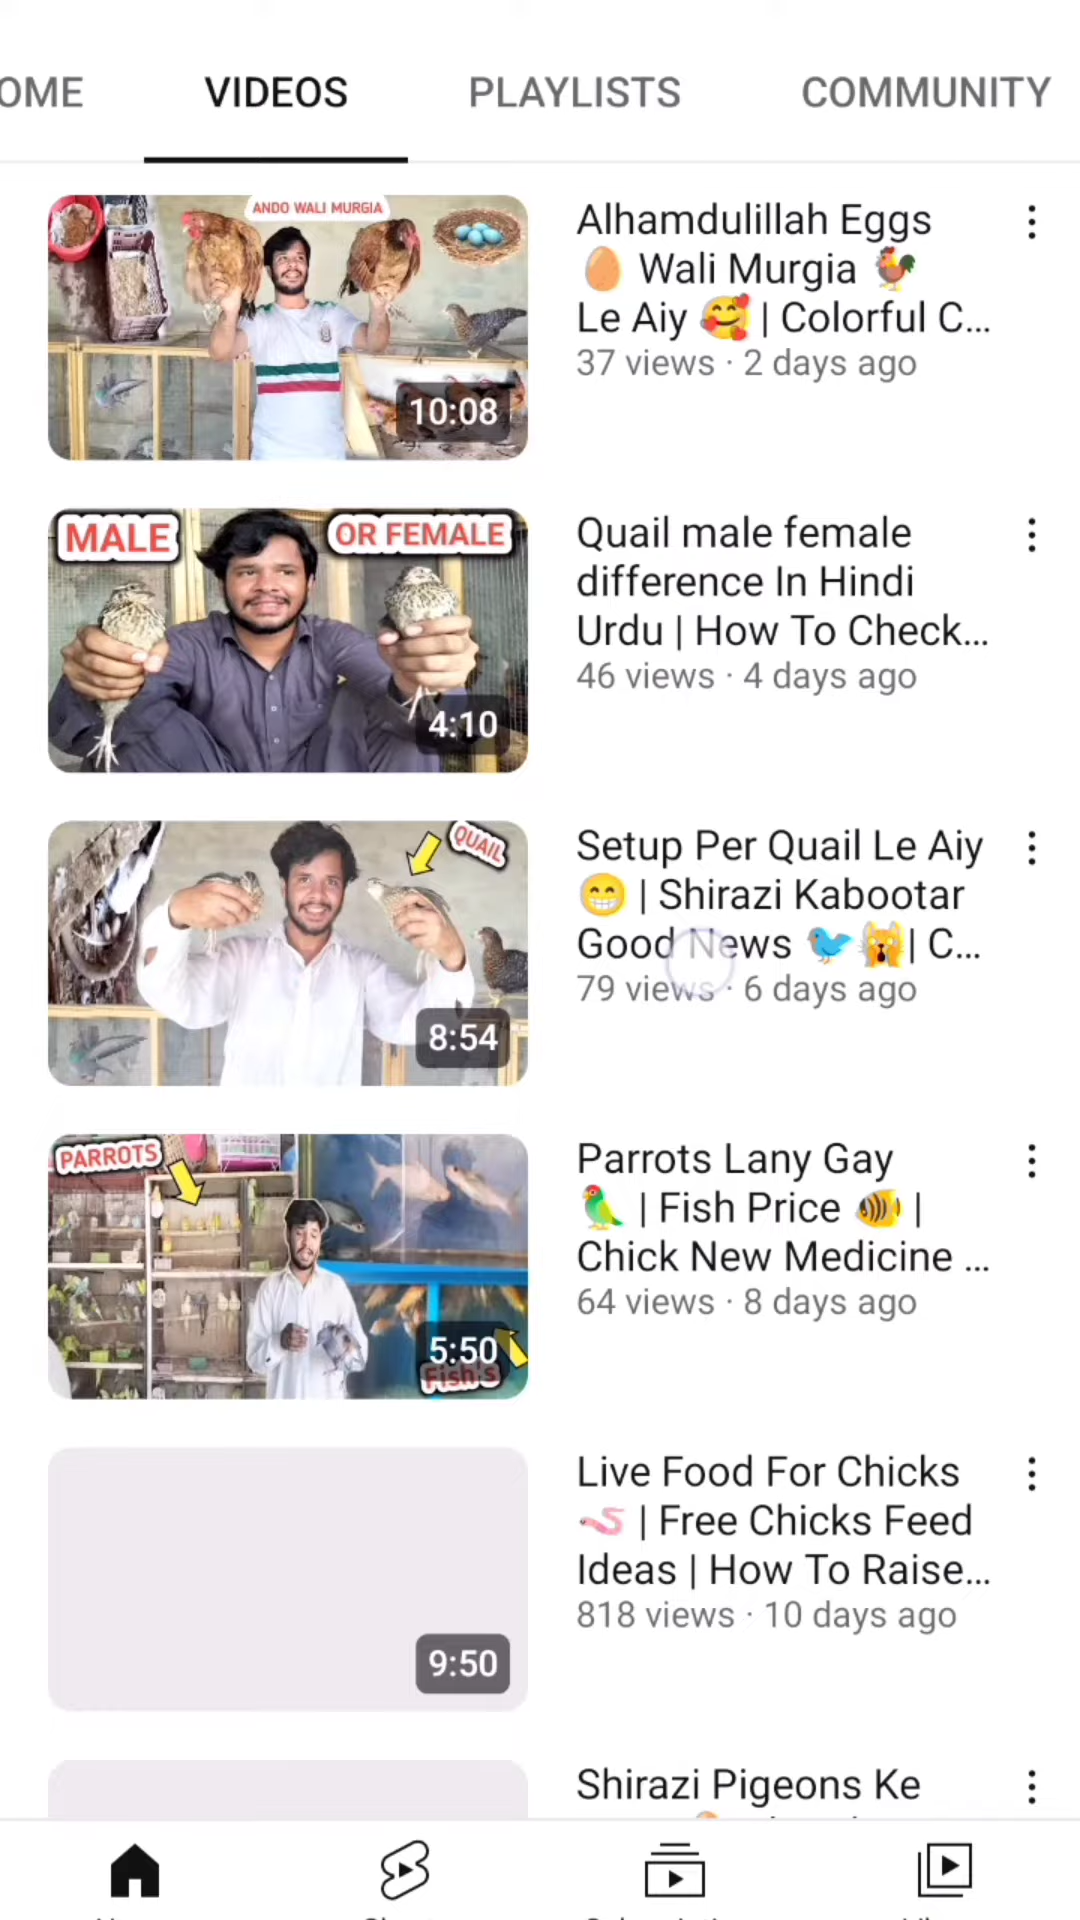 OME VIDEOS PLAYLISTS COMMUNITY
ANDO WALI MURGIA
10:08
Alhamdulillah Eggs
🥚 Wali Murgia 🐓
Le Aiy 🥰 | Colorful C...
37 views · 2 days ago
MALE OR FEMALE
4:10
Quail male female
difference In Hindi
Urdu | How To Check...
46 views · 4 days ago
QUAIL
8:54
Setup Per Quail Le Aiy
😁 | Shirazi Kabootar
Good News 🐦🙀| C...
79 views · 6 days ago
PARROTS
5:50
Fish's
Parrots Lany Gay
🦜 | Fish Price 🐠 |
Chick New Medicine ...
64 views · 8 days ago
9:50
Live Food For Chicks
🪱 | Free Chicks Feed
Ideas | How To Raise...
818 views · 10 days ago
Shirazi Pigeons Ke